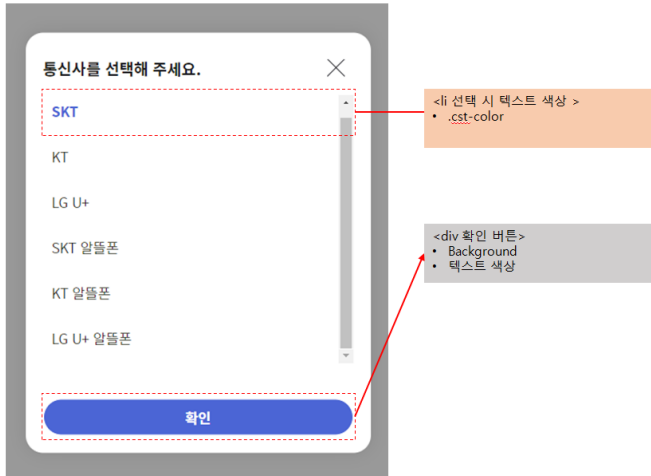 통신사를 선택해 주세요.
SKT
KT
LG U+
SKT 알뜰폰
KT 알뜰폰
LG U+ 알뜰폰
확인
<li 선택 시 텍스트 색상 >
• .cst-color
<div 확인 버튼>
• Background
• 텍스트 색상